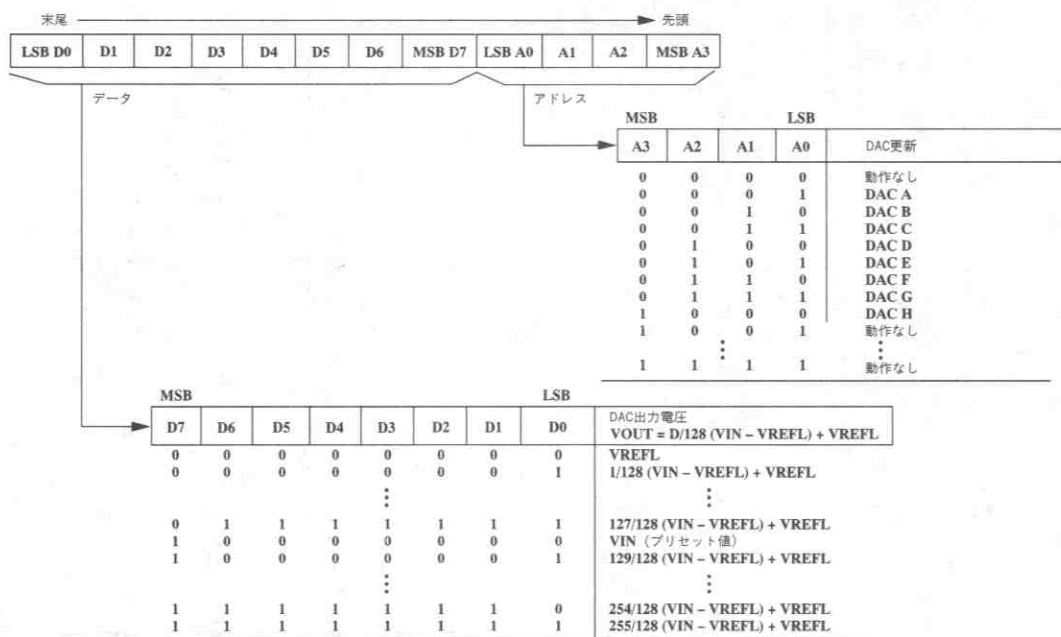 末尾 先頭
LSB D0 D1 D2 D3 D4 D5 D6 MSB D7 LSB A0 A1 A2 MSB A3
データ アドレス
MSB LSB
A3 A2 A1 A0 DAC更新
0 0 0 0 動作なし
0 0 0 1 DAC A
0 0 1 0 DAC B
0 0 1 1 DAC C
0 1 0 0 DAC D
0 1 0 1 DAC E
0 1 1 0 DAC F
0 1 1 1 DAC G
1 0 0 0 DAC H
1 0 0 1 動作なし
1 1 1 1 動作なし
MSB LSB
D7 D6 D5 D4 D3 D2 D1 D0 DAC出力電圧
VOUT = D/128 (VIN – VREFL) + VREFL
0 0 0 0 0 0 0 0 VREFL
0 0 0 0 0 0 0 1 1/128 (VIN – VREFL) + VREFL
0 1 1 1 1 1 1 1 127/128 (VIN – VREFL) + VREFL
1 0 0 0 0 0 0 0 VIN（プリセット値）
1 0 0 0 0 0 0 1 129/128 (VIN – VREFL) + VREFL
1 1 1 1 1 1 1 0 254/128 (VIN – VREFL) + VREFL
1 1 1 1 1 1 1 1 255/128 (VIN – VREFL) + VREFL